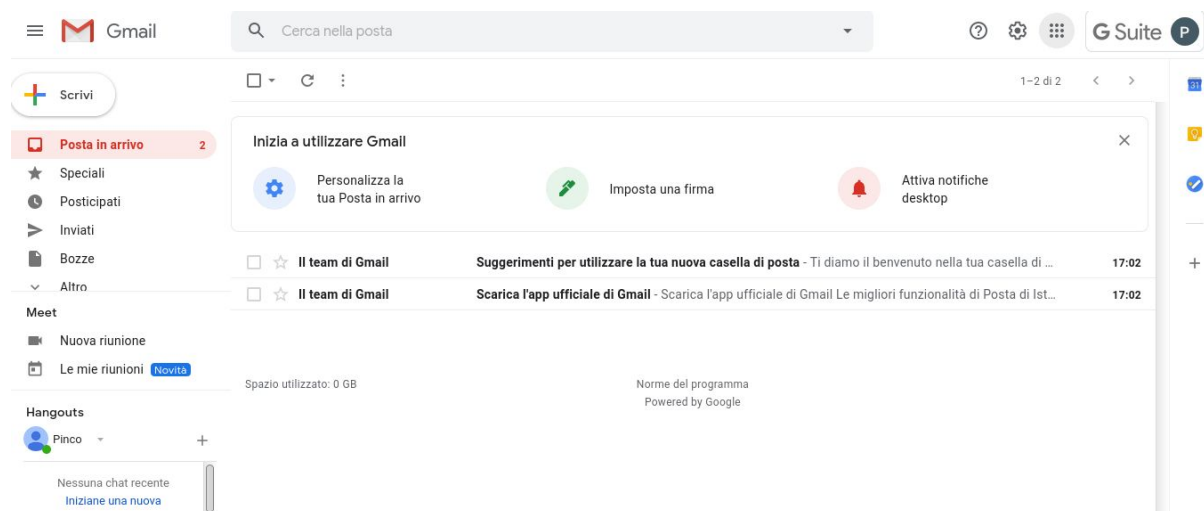 Gmail
Cerca nella posta
G Suite
P
Scrivi
1–2 di 2
31
Posta in arrivo 2
Speciali
Posticipati
Inviati
Bozze
Altro
Inizia a utilizzare Gmail
Personalizza la
tua Posta in arrivo
Imposta una firma
Attiva notifiche
desktop
Il team di Gmail Suggerimenti per utilizzare la tua nuova casella di posta - Ti diamo il benvenuto nella tua casella di … 17:02
Il team di Gmail Scarica l'app ufficiale di Gmail - Scarica l'app ufficiale di Gmail Le migliori funzionalità di Posta di Ist… 17:02
Meet
Nuova riunione
Le mie riunioni Novità
Spazio utilizzato: 0 GB
Norme del programma
Powered by Google
Hangouts
Pinco
Nessuna chat recente
Iniziane una nuova